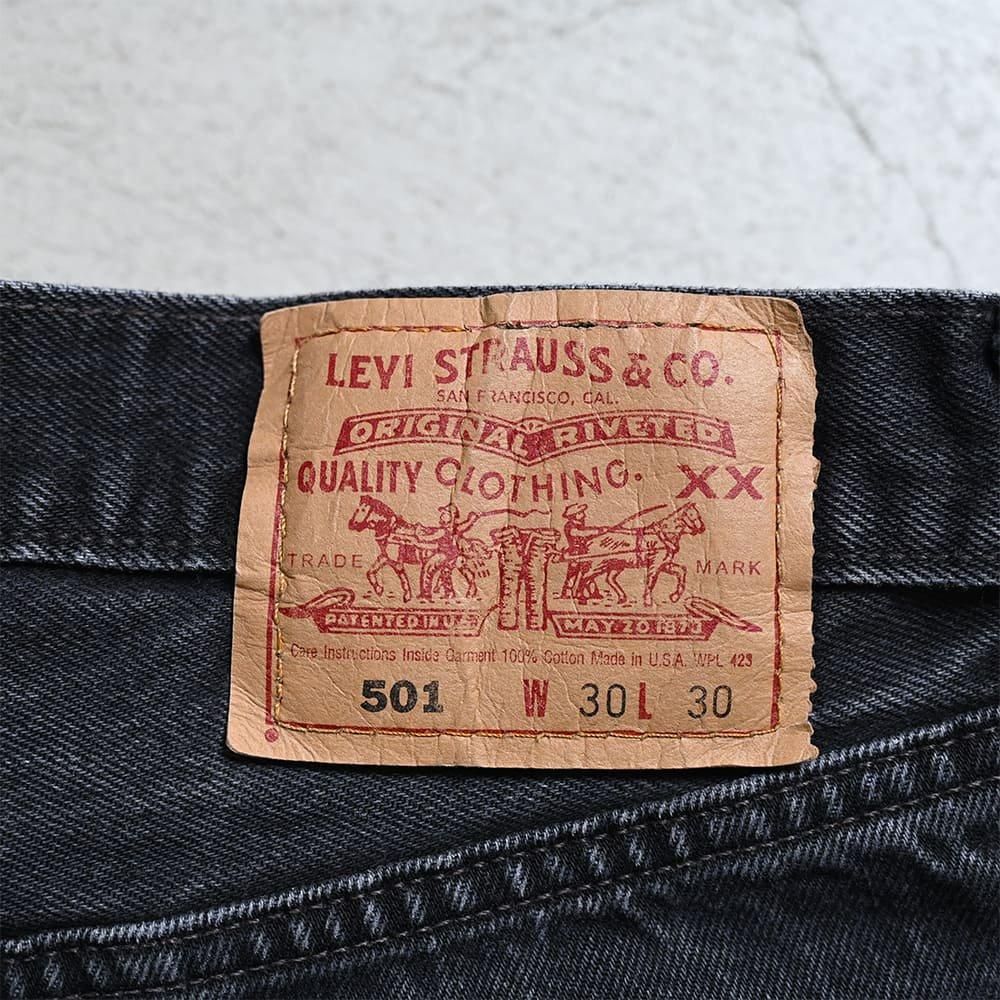 LEVI STRAUSS & CO.
SAN FRANCISCO, CAL.
ORIGINAL RIVETED
QUALITY CLOTHING. XX
TRADE MARK
PATENTED IN U.S. MAY 20 1873
Care Instructions Inside Garment 100% Cotton Made in U.S.A. WPL 423
501 W 30 L 30